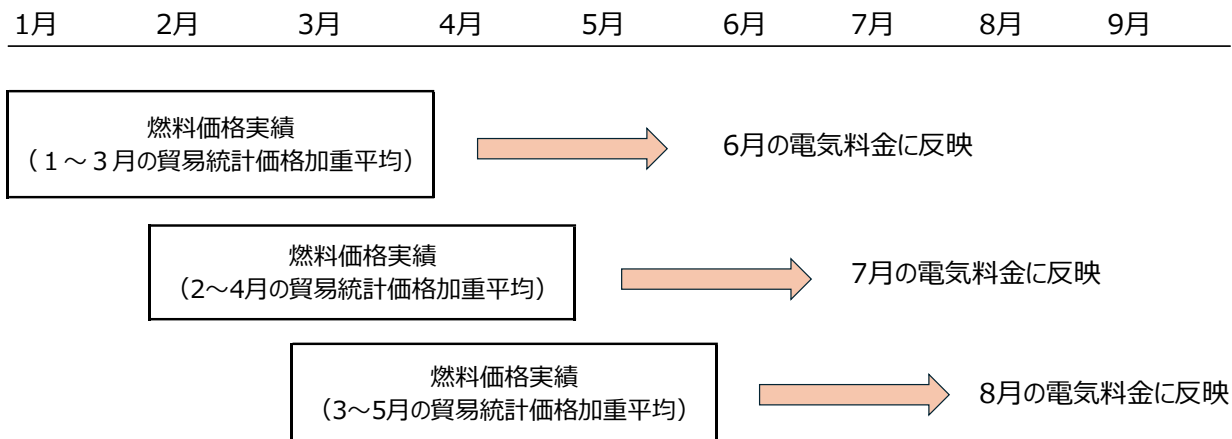 1月 2月 3月 4月 5月 6月 7月 8月 9月
燃料価格実績
（１～３月の貿易統計価格加重平均）
6月の電気料金に反映
燃料価格実績
（2～4月の貿易統計価格加重平均）
7月の電気料金に反映
燃料価格実績
（3～5月の貿易統計価格加重平均）
8月の電気料金に反映